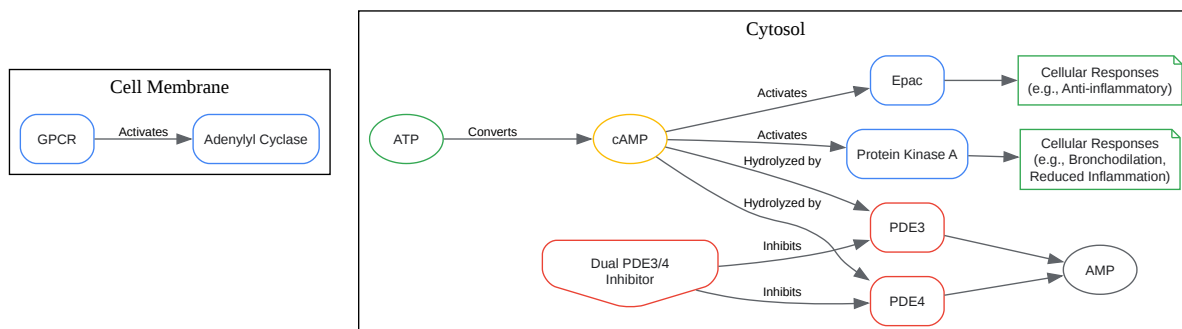 Cell Membrane
GPCR
Activates
Adenylyl Cyclase
Cytosol
ATP
Converts
cAMP
Activates
Epac
Cellular Responses
(e.g., Anti-inflammatory)
Activates
Protein Kinase A
Cellular Responses
(e.g., Bronchodilation,
Reduced Inflammation)
Hydrolyzed by
PDE3
Hydrolyzed by
PDE4
Dual PDE3/4
Inhibitor
Inhibits
Inhibits
AMP